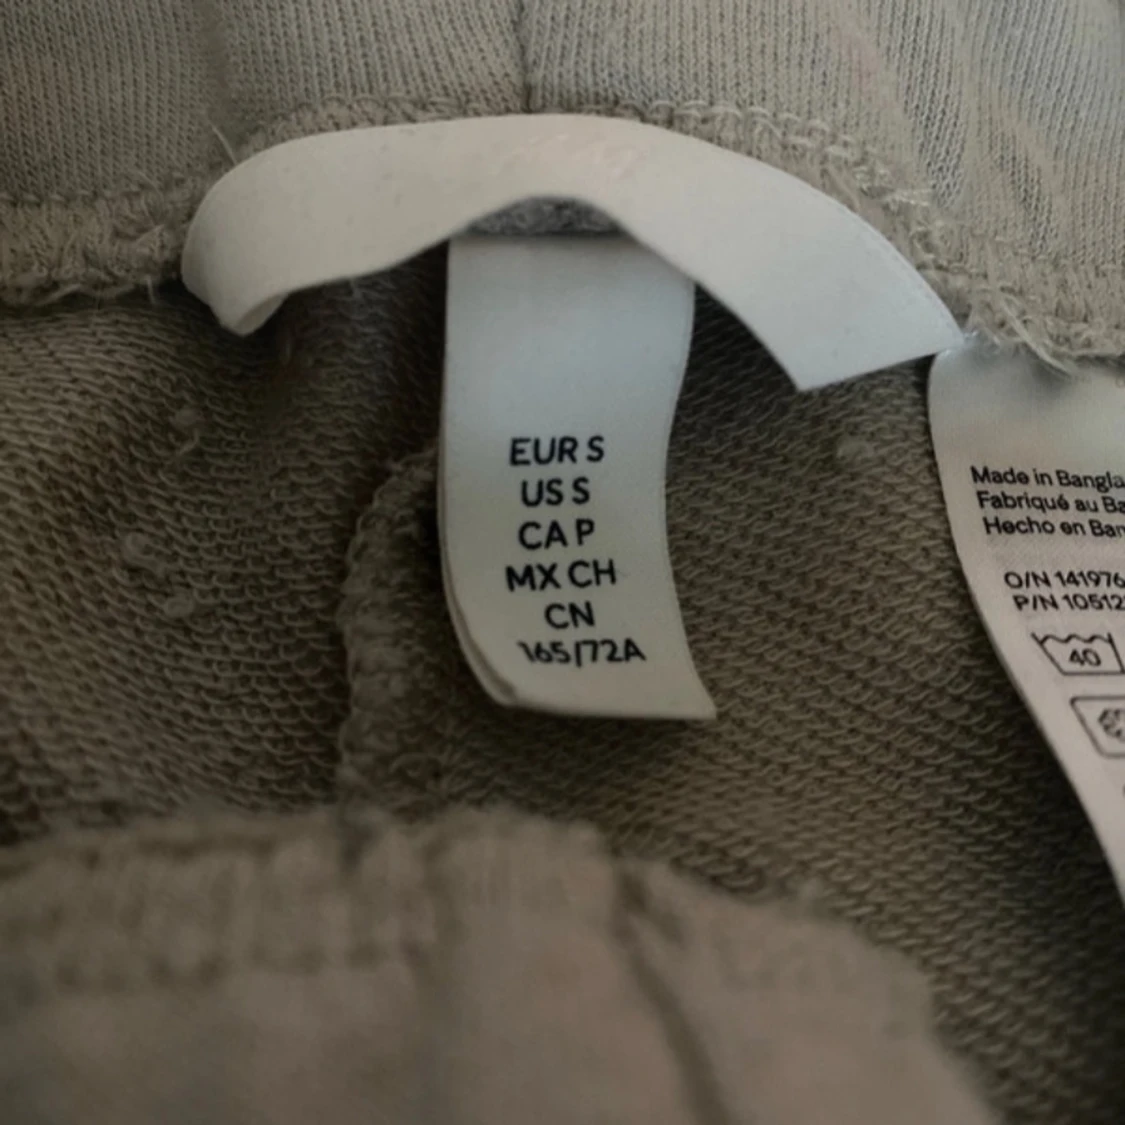 EUR S
US S
CA P
MX CH
CN
165/72A
Made in Bangla
Fabriqué au Ba
Hecho en Ban
O/N 141976
P/N 10512
40